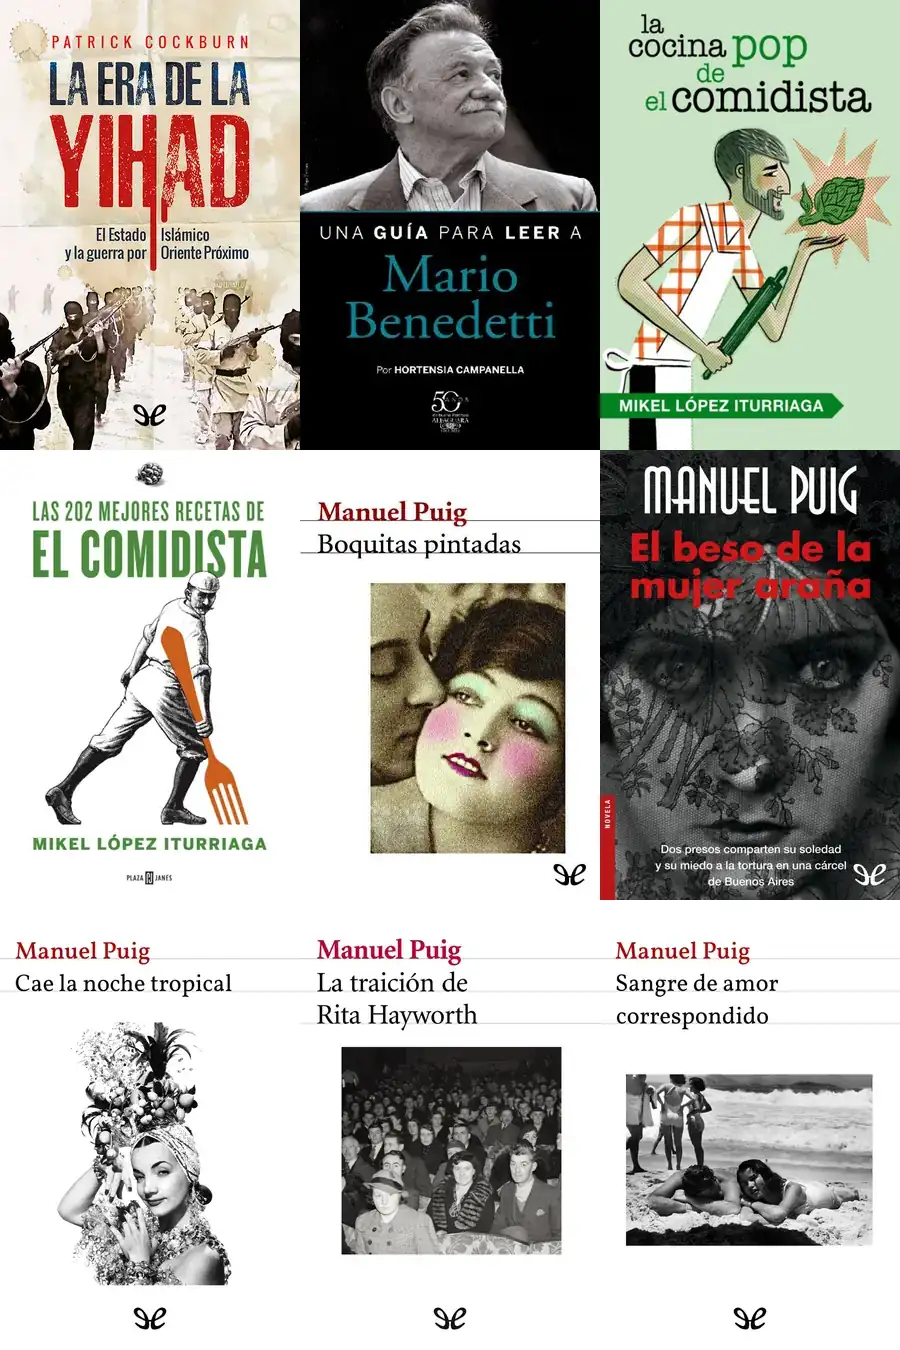 PATRICK COCKBURN
LA ERA DE LA
YIHAD
El Estado Islámico
y la guerra por Oriente Próximo
UNA GUÍA PARA LEER A
Mario
Benedetti
Por HORTENSIA CAMPANELLA
50 AÑOS
ALFAGUARA
la
cocina pop
de
el comidista
MIKEL LÓPEZ ITURRIAGA
LAS 202 MEJORES RECETAS DE
EL COMIDISTA
MIKEL LÓPEZ ITURRIAGA
PLAZA JANÉS
Manuel Puig
Boquitas pintadas
MANUEL PUIG
El beso de la
mujer araña
NOVELA
Dos presos comparten su soledad
y su miedo a la tortura en una cárcel
de Buenos Aires
Manuel Puig
Cae la noche tropical
Manuel Puig
La traición de
Rita Hayworth
Manuel Puig
Sangre de amor
correspondido